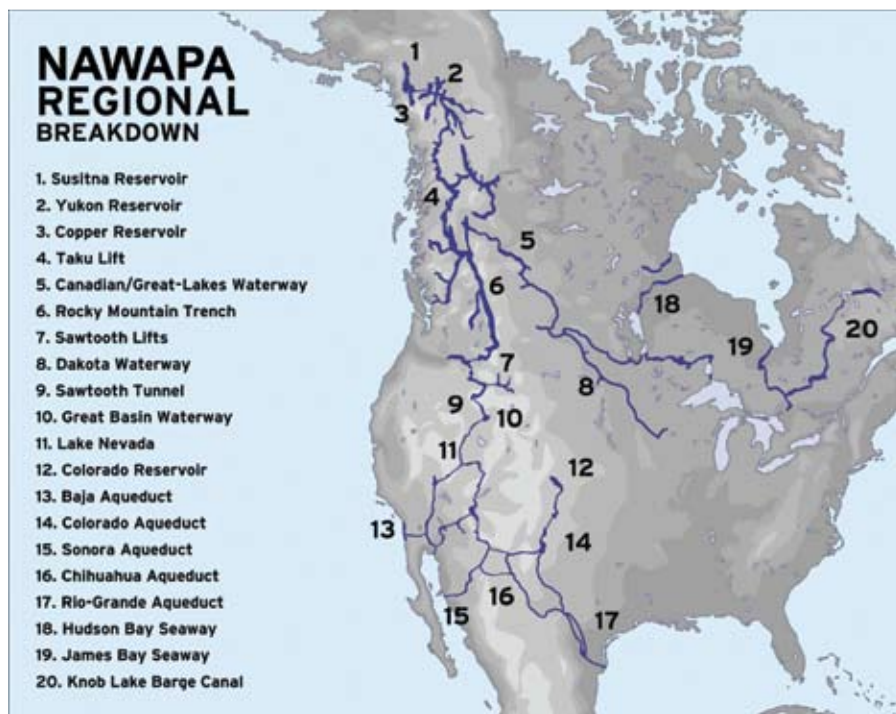 NAWAPA
REGIONAL
BREAKDOWN
1. Susitna Reservoir
2. Yukon Reservoir
3. Copper Reservoir
4. Taku Lift
5. Canadian/Great-Lakes Waterway
6. Rocky Mountain Trench
7. Sawtooth Lifts
8. Dakota Waterway
9. Sawtooth Tunnel
10. Great Basin Waterway
11. Lake Nevada
12. Colorado Reservoir
13. Baja Aqueduct
14. Colorado Aqueduct
15. Sonora Aqueduct
16. Chihuahua Aqueduct
17. Rio-Grande Aqueduct
18. Hudson Bay Seaway
19. James Bay Seaway
20. Knob Lake Barge Canal
1
2
3
4
5
6
18
19
20
7
8
9
10
11
12
13
14
15
16
17